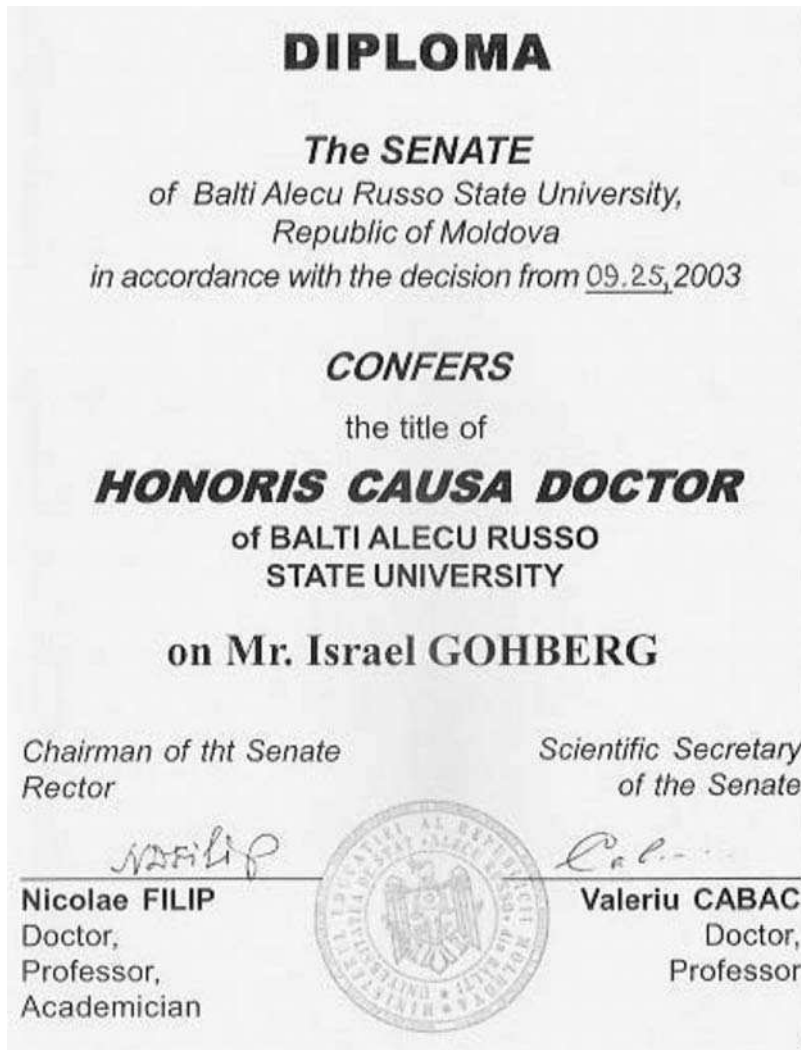 DIPLOMA
The SENATE
of Balti Alecu Russo State University,
Republic of Moldova
in accordance with the decision from 09.25, 2003
CONFERS
the title of
HONORIS CAUSA DOCTOR
of BALTI ALECU RUSSO
STATE UNIVERSITY
on Mr. Israel GOHBERG
Chairman of tht Senate
Rector
Scientific Secretary
of the Senate
Nicolae FILIP
Doctor,
Professor,
Academician
Valeriu CABAC
Doctor,
Professor